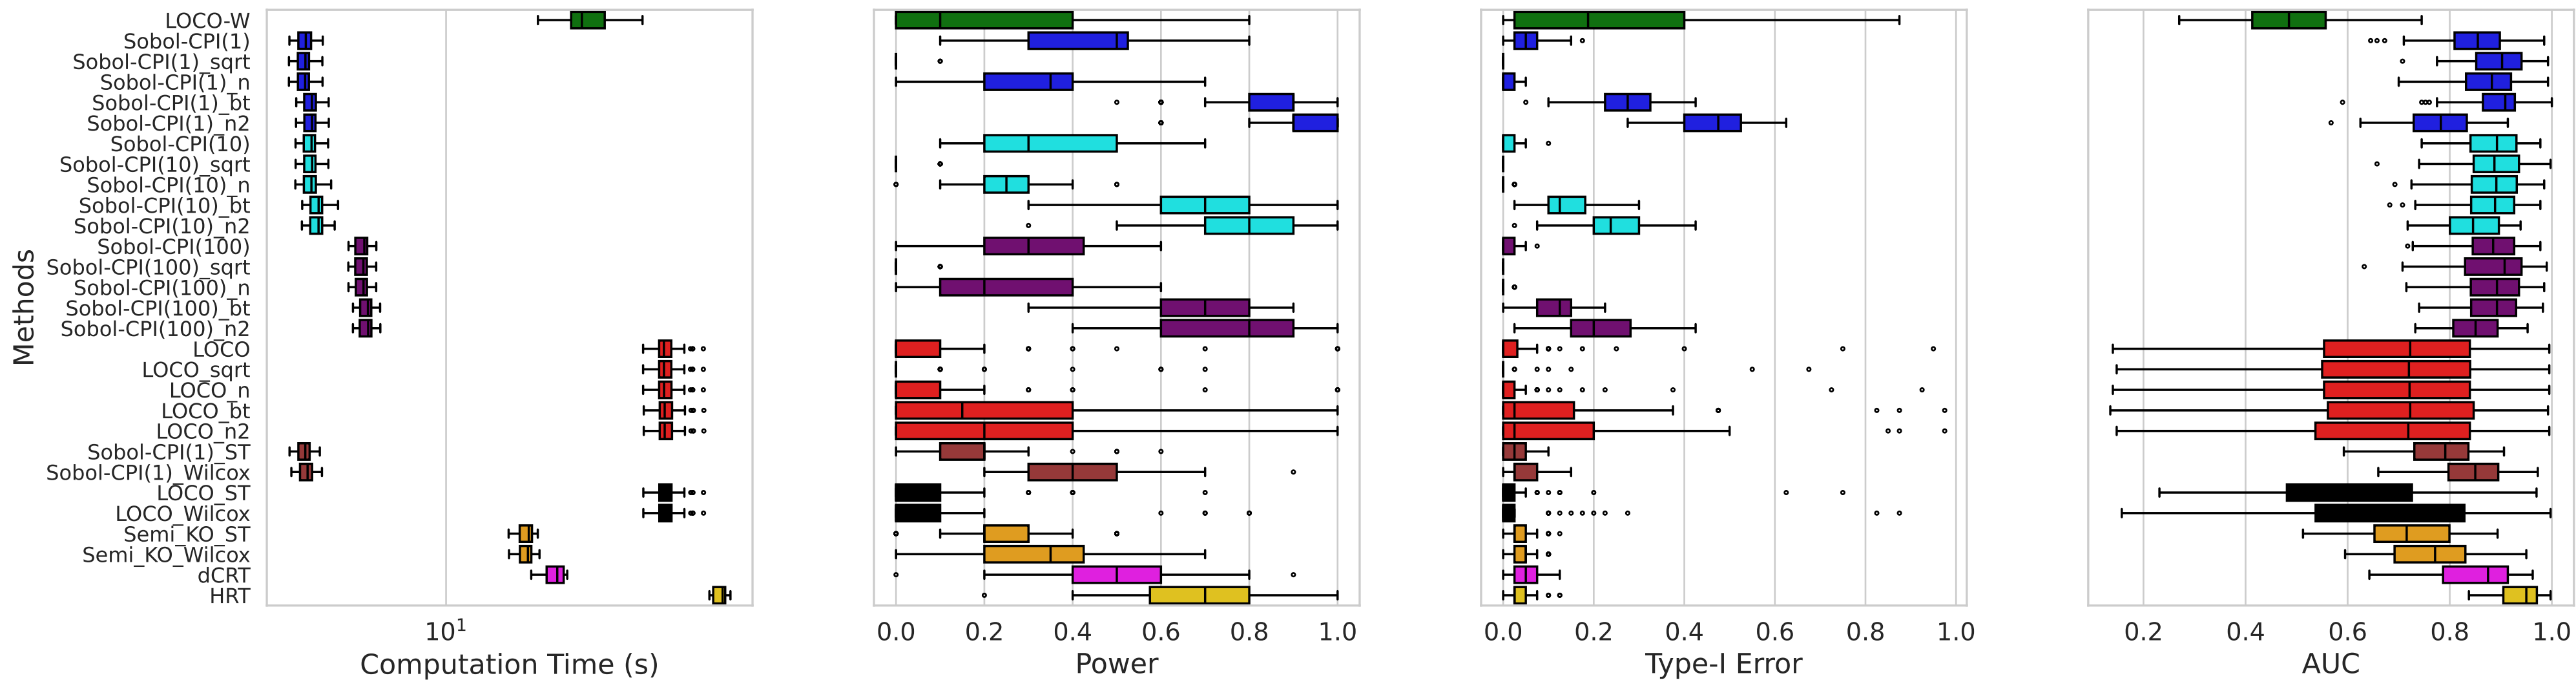 Methods
LOCO-W
Sobol-CPI(1)
Sobol-CPI(1)_sqrt
Sobol-CPI(1)_n
Sobol-CPI(1)_bt
Sobol-CPI(1)_n2
Sobol-CPI(10)
Sobol-CPI(10)_sqrt
Sobol-CPI(10)_n
Sobol-CPI(10)_bt
Sobol-CPI(10)_n2
Sobol-CPI(100)
Sobol-CPI(100)_sqrt
Sobol-CPI(100)_n
Sobol-CPI(100)_bt
Sobol-CPI(100)_n2
LOCO
LOCO_sqrt
LOCO_n
LOCO_bt
LOCO_n2
Sobol-CPI(1)_ST
Sobol-CPI(1)_Wilcox
LOCO_ST
LOCO_Wilcox
Semi_KO_ST
Semi_KO_Wilcox
dCRT
HRT
10¹
Computation Time (s)
0.0 0.2 0.4 0.6 0.8 1.0
Power
0.0 0.2 0.4 0.6 0.8 1.0
Type-I Error
0.2 0.4 0.6 0.8 1.0
AUC